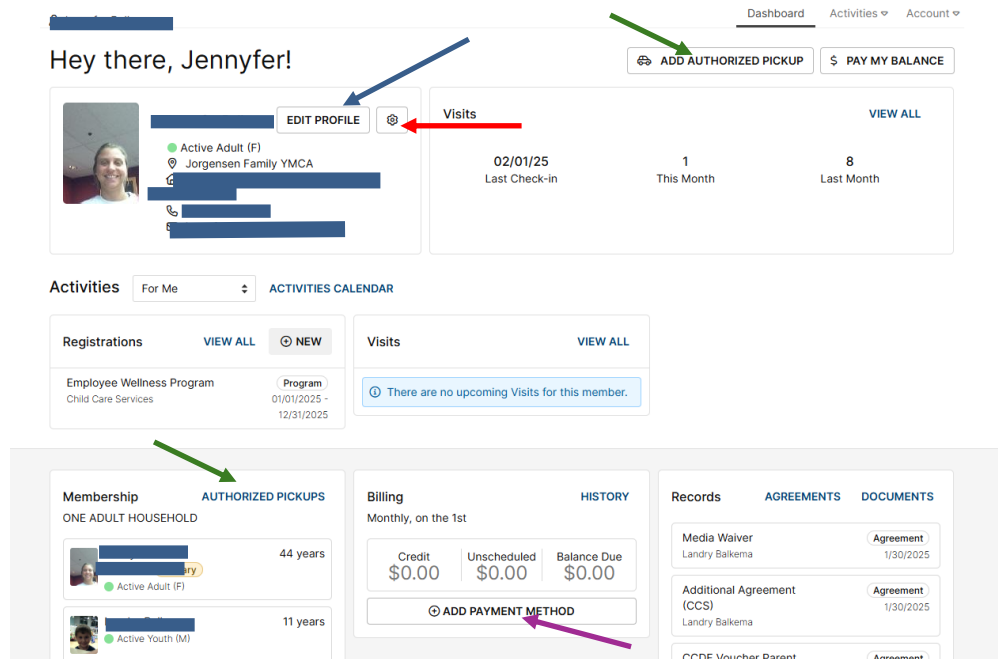 Dashboard
Activities
Account
Hey there, Jennyfer!
ADD AUTHORIZED PICKUP
$ PAY MY BALANCE
EDIT PROFILE
Active Adult (F)
Jorgensen Family YMCA
Visits
VIEW ALL
02/01/25
Last Check-in
1
This Month
8
Last Month
Activities
For Me
ACTIVITIES CALENDAR
Registrations
VIEW ALL
NEW
Employee Wellness Program
Program
Child Care Services
01/01/2025 -
12/31/2025
Visits
VIEW ALL
There are no upcoming Visits for this member.
Membership
AUTHORIZED PICKUPS
ONE ADULT HOUSEHOLD
44 years
Active Adult (F)
11 years
Active Youth (M)
Billing
HISTORY
Monthly, on the 1st
Credit
$0.00
Unscheduled
$0.00
Balance Due
$0.00
ADD PAYMENT METHOD
Records
AGREEMENTS
DOCUMENTS
Media Waiver
Agreement
Landry Balkema
1/30/2025
Additional Agreement
(CCS)
Agreement
Landry Balkema
1/30/2025
CCDF Voucher Parent
Agreement